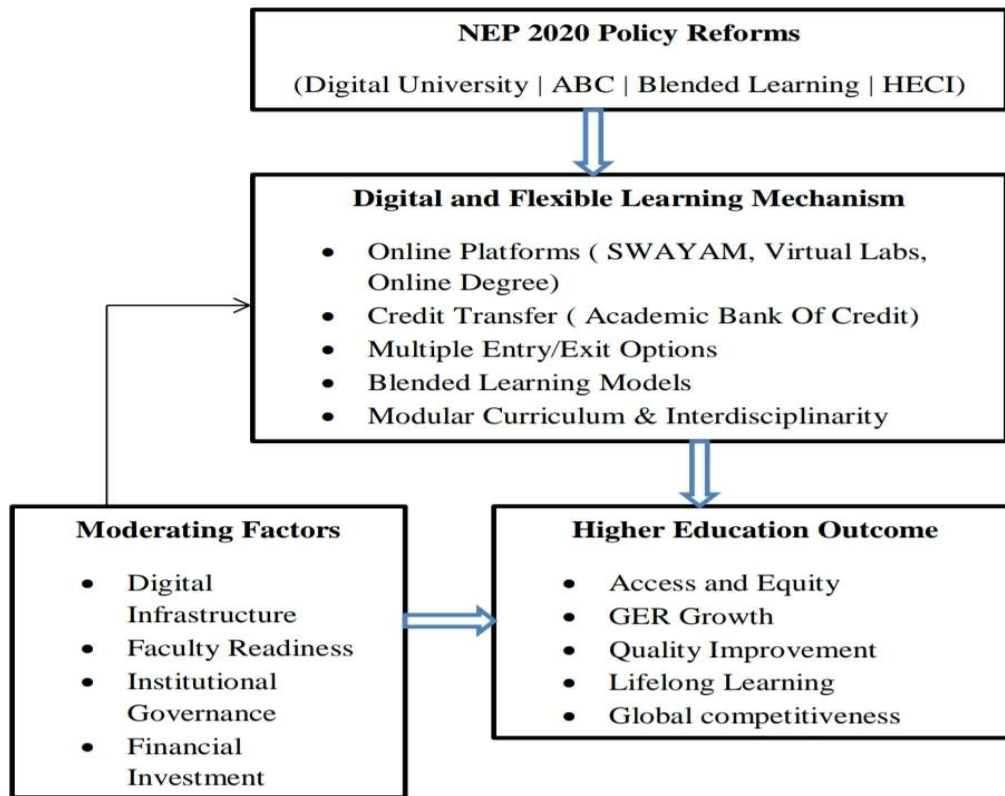 NEP 2020 Policy Reforms
(Digital University | ABC | Blended Learning | HECI)
Digital and Flexible Learning Mechanism
• Online Platforms ( SWAYAM, Virtual Labs,
Online Degree)
• Credit Transfer ( Academic Bank Of Credit)
• Multiple Entry/Exit Options
• Blended Learning Models
• Modular Curriculum & Interdisciplinarity
Moderating Factors
• Digital
Infrastructure
• Faculty Readiness
• Institutional
Governance
• Financial
Investment
Higher Education Outcome
• Access and Equity
• GER Growth
• Quality Improvement
• Lifelong Learning
• Global competitiveness